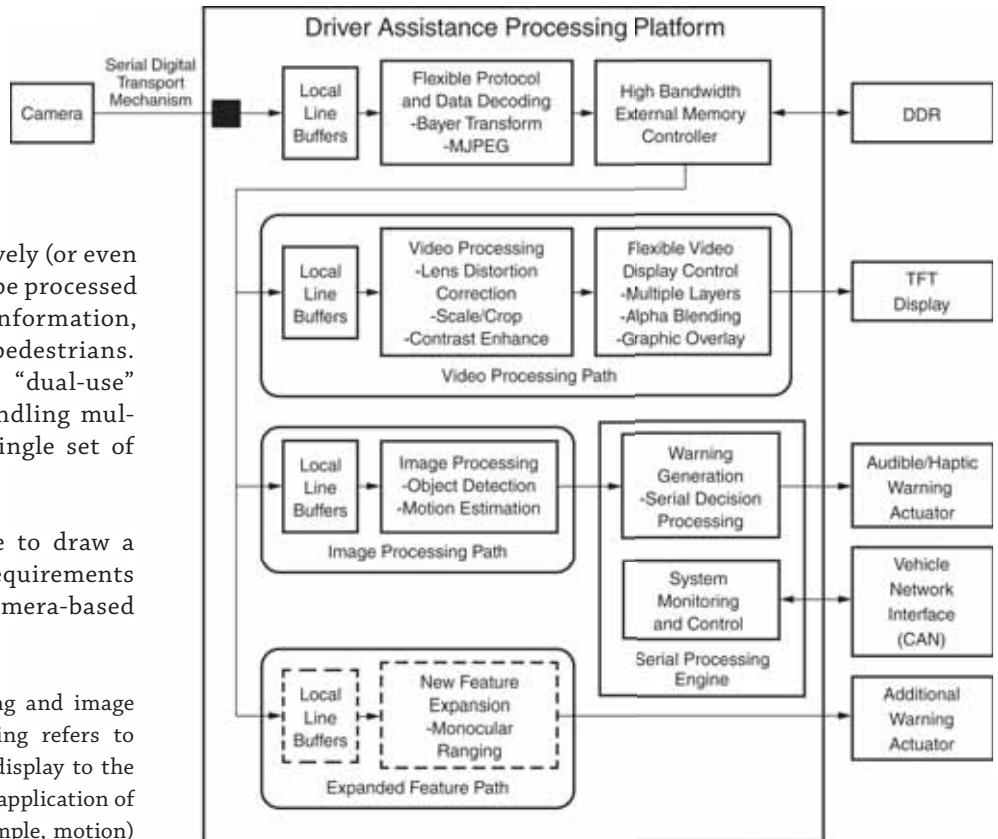 Driver Assistance Processing Platform
Camera
Serial Digital
Transport
Mechanism
Local
Line
Buffers
Flexible Protocol
and Data Decoding
-Bayer Transform
-MJPEG
High Bandwidth
External Memory
Controller
DDR
vely (or even
be processed
nformation,
pedestrians.
“dual-use”
ndling mul-
ingle set of
e to draw a
equirements
mera-based
ng and image
ing refers to
display to the
application of
mple, motion)
Local
Line
Buffers
Video Processing
-Lens Distortion
Correction
-Scale/Crop
-Contrast Enhance
Flexible Video
Display Control
-Multiple Layers
-Alpha Blending
-Graphic Overlay
Video Processing Path
TFT
Display
Local
Line
Buffers
Image Processing
-Object Detection
-Motion Estimation
Image Processing Path
Warning
Generation
-Serial Decision
Processing
System
Monitoring
and Control
Serial Processing
Engine
Audible/Haptic
Warning
Actuator
Vehicle
Network
Interface
(CAN)
Local
Line
Buffers
New Feature
Expansion
-Monocular
Ranging
Expanded Feature Path
Additional
Warning
Actuator